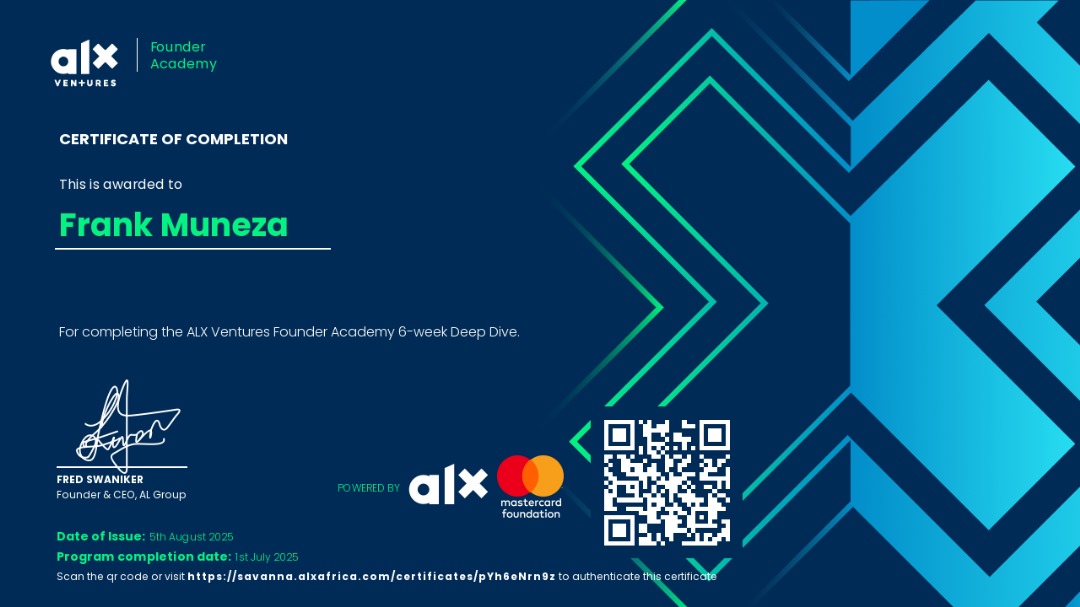 alx
VENTURES
Founder
Academy
CERTIFICATE OF COMPLETION
This is awarded to
Frank Muneza
For completing the ALX Ventures Founder Academy 6-week Deep Dive.
FRED SWANIKER
Founder & CEO, AL Group
POWERED BY
alx
mastercard
foundation
Date of Issue: 5th August 2025
Program completion date: 1st July 2025
Scan the qr code or visit https://savanna.alxafrica.com/certificates/pYh6eNrn9z to authenticate this certificate